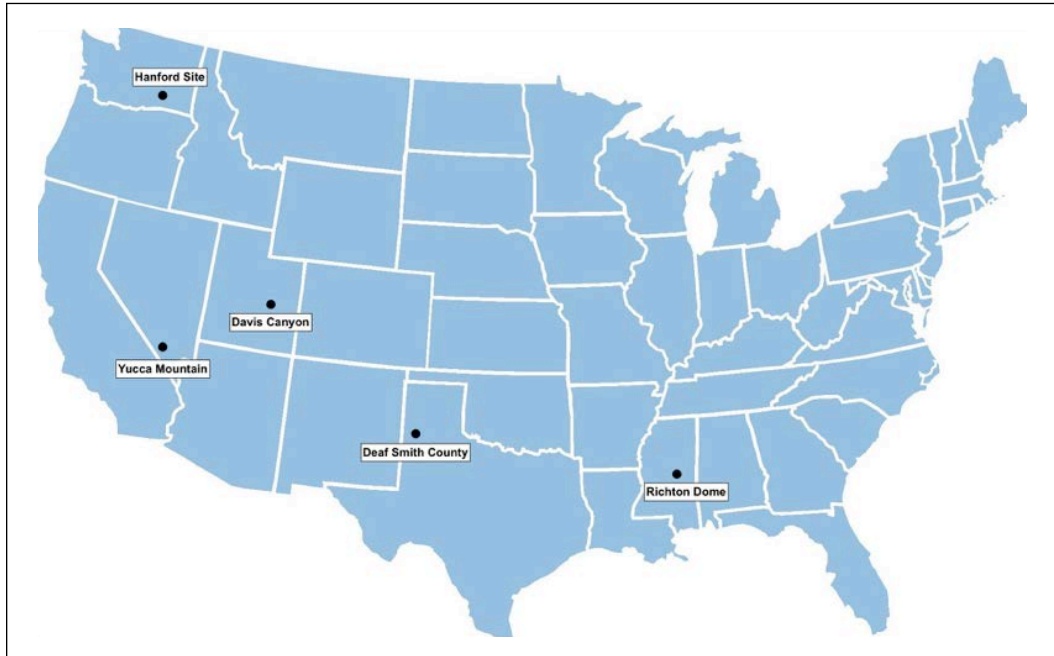 Hanford Site
Davis Canyon
Yucca Mountain
Deaf Smith County
Richton Dome